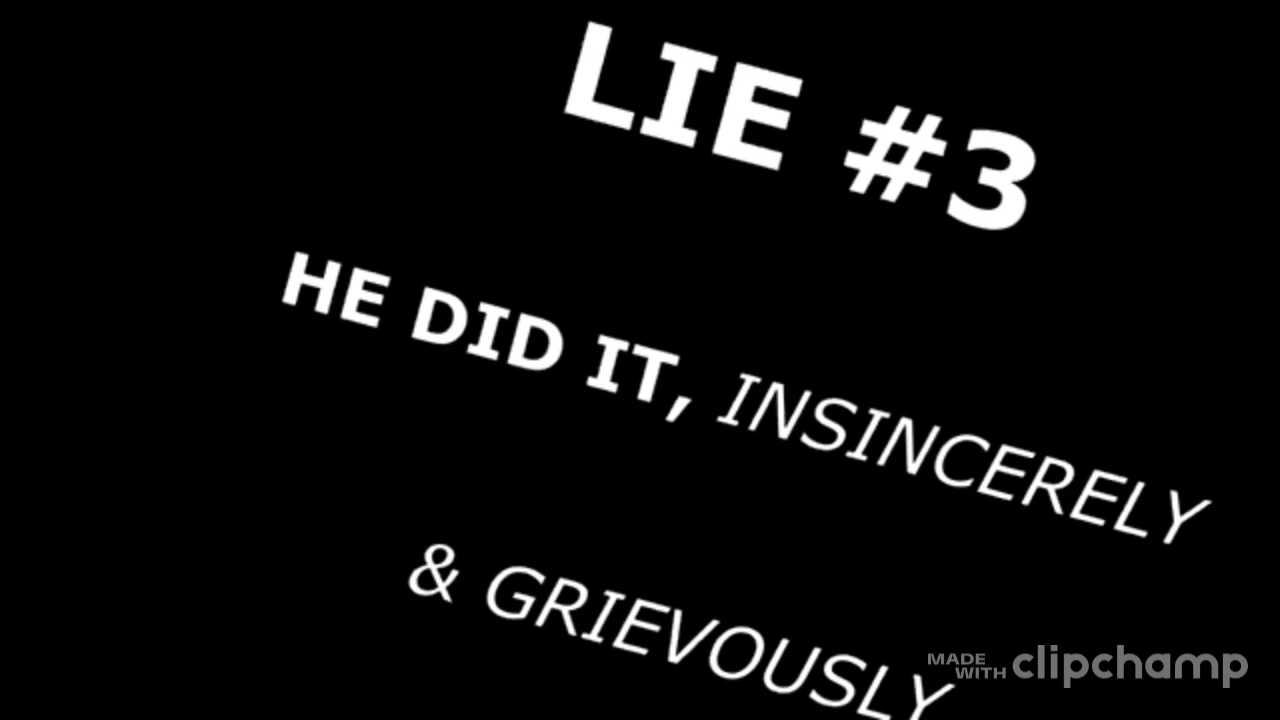 LIE #3
HE DID IT, INSINCERELY
& GRIEVOUSLY
MADE WITH clipchamp